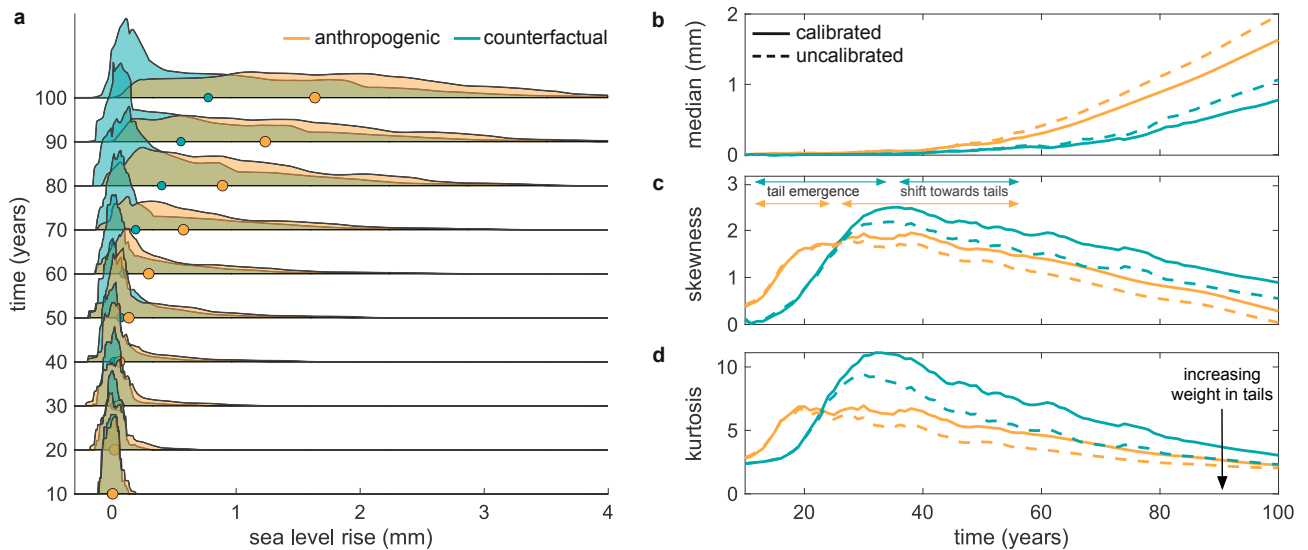 a
anthropogenic
counterfactual
time (years)
100
90
80
70
60
50
40
30
20
10
0
1
2
3
4
sea level rise (mm)
b
median (mm)
2
1
0
calibrated
uncalibrated
c
skewness
3
2
1
0
tail emergence
shift towards tails
d
kurtosis
10
5
0
increasing
weight in tails
20
40
60
80
100
time (years)